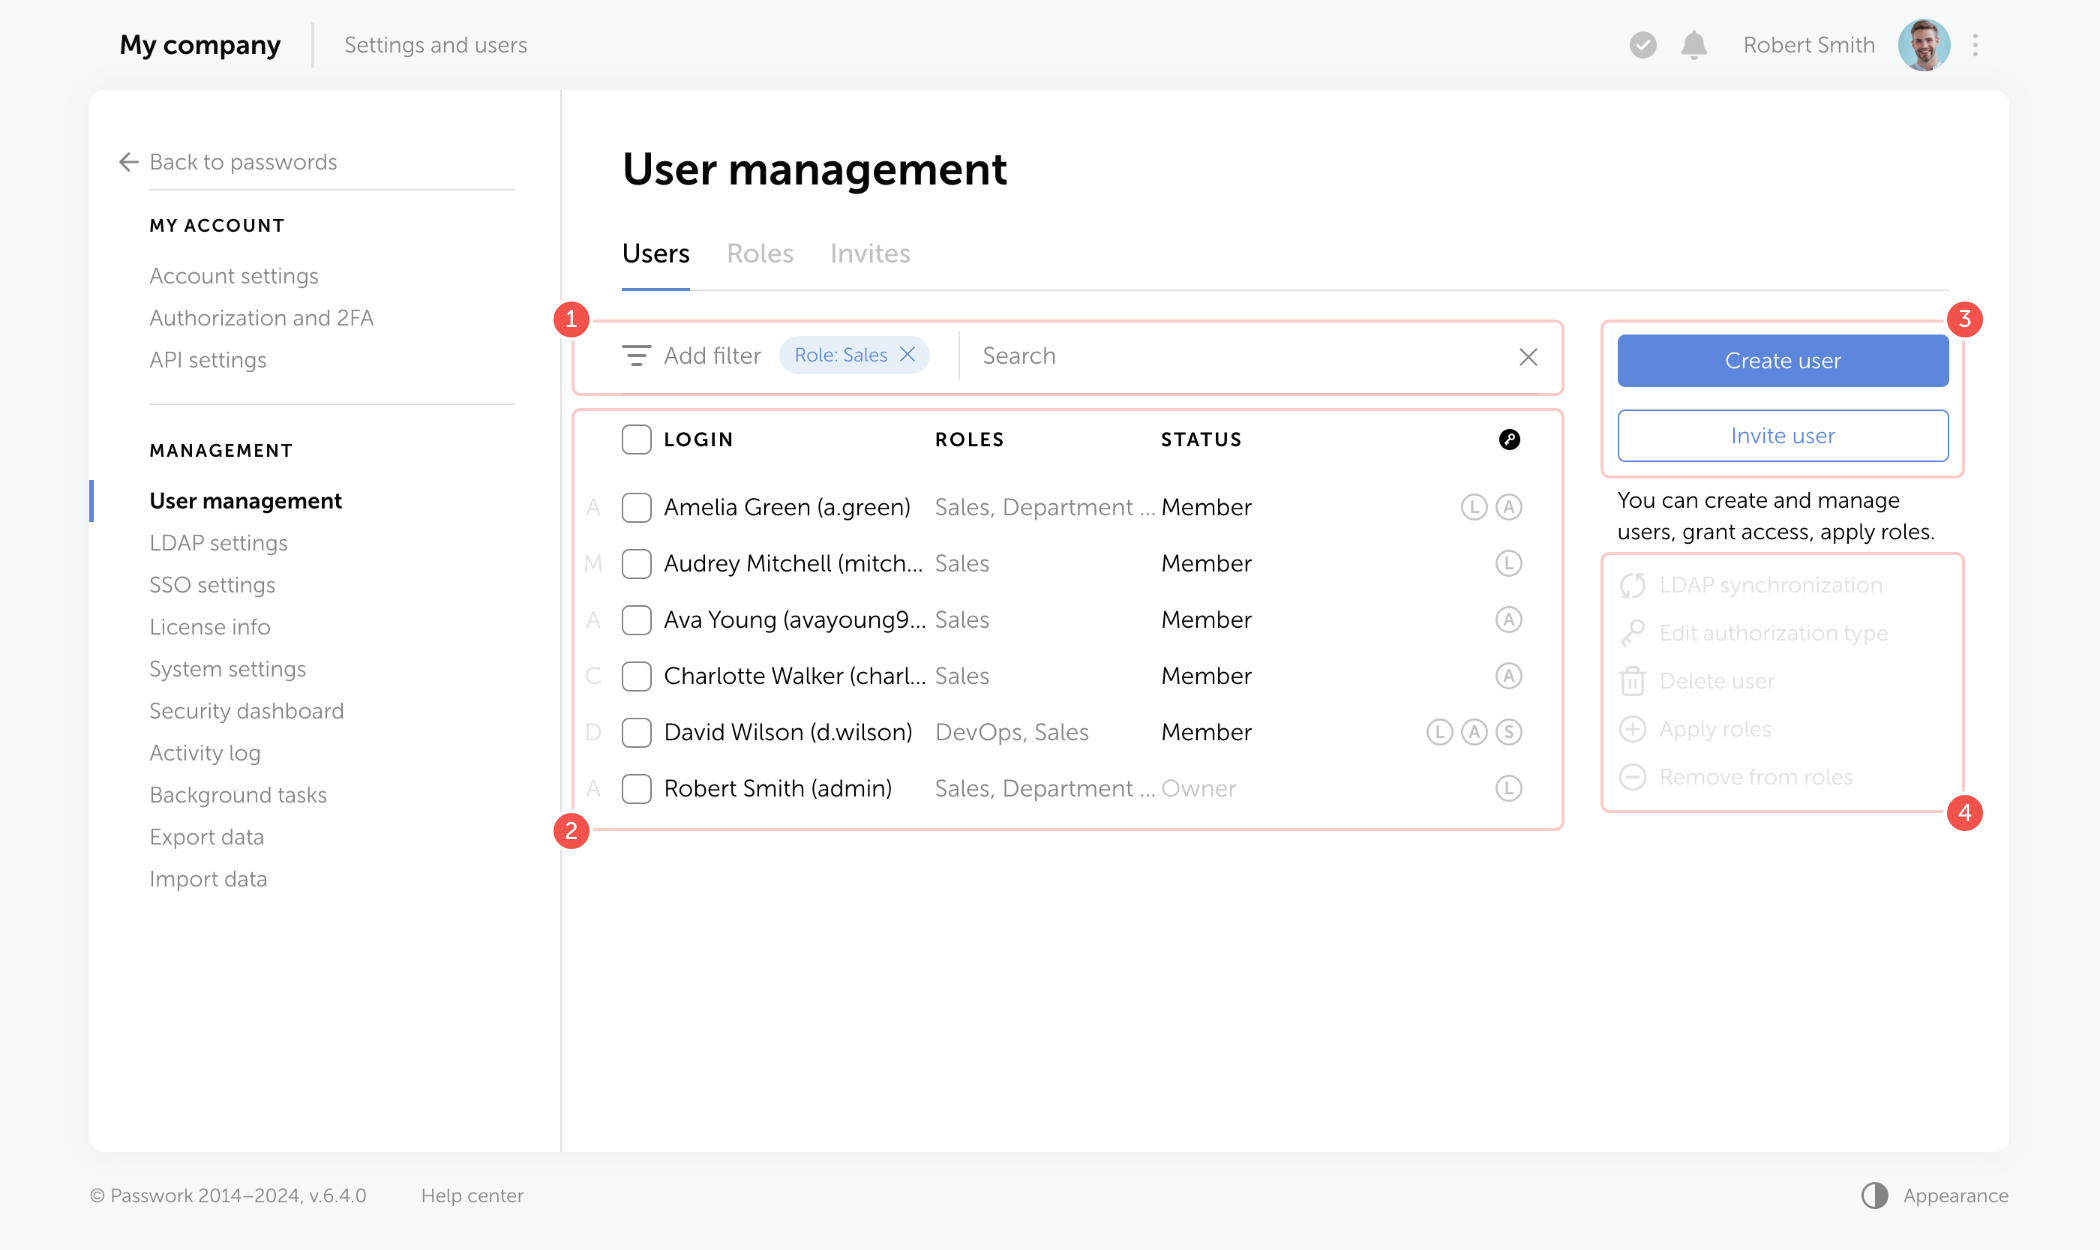 My company
Settings and users
Robert Smith
Back to passwords
MY ACCOUNT
Account settings
Authorization and 2FA
API settings
MANAGEMENT
User management
LDAP settings
SSO settings
License info
System settings
Security dashboard
Activity log
Background tasks
Export data
Import data
User management
Users Roles Invites
1
Add filter Role: Sales Search
3
Create user
Invite user
You can create and manage
users, grant access, apply roles.
LOGIN ROLES STATUS
A Amelia Green (a.green) Sales, Department ... Member L A
M Audrey Mitchell (mitch... Sales Member L
A Ava Young (avayoung9... Sales Member A
C Charlotte Walker (charl... Sales Member A
D David Wilson (d.wilson) DevOps, Sales Member L A S
A Robert Smith (admin) Sales, Department ... Owner L
2
LDAP synchronization
Edit authorization type
Delete user
Apply roles
Remove from roles
4
© Passwork 2014–2024, v.6.4.0
Help center
Appearance